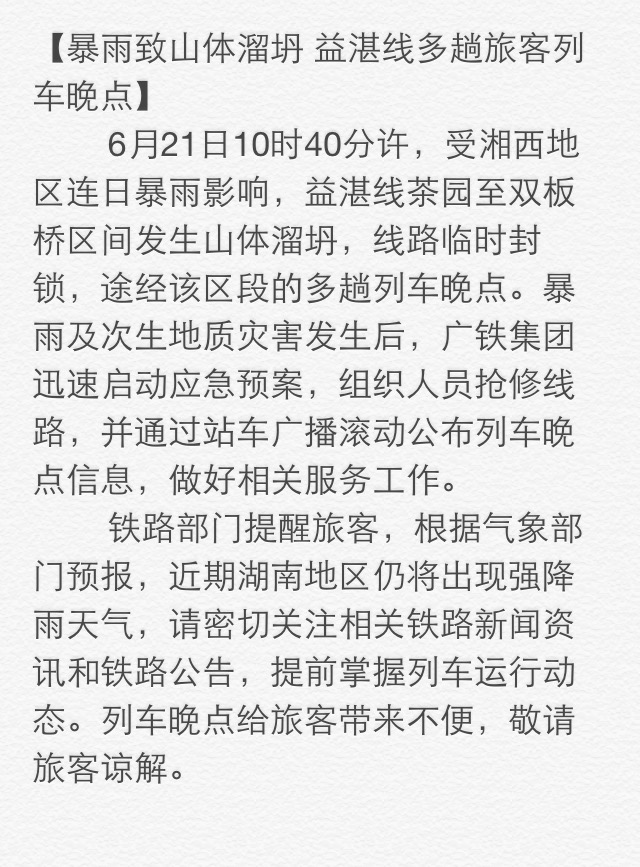 【暴雨致山体溜坍 益湛线多趟旅客列
车晚点】
6月21日10时40分许，受湘西地
区连日暴雨影响，益湛线茶园至双板
桥区间发生山体溜坍，线路临时封
锁，途经该区段的多趟列车晚点。暴
雨及次生地质灾害发生后，广铁集团
迅速启动应急预案，组织人员抢修线
路，并通过站车广播滚动公布列车晚
点信息，做好相关服务工作。
铁路部门提醒旅客，根据气象部
门预报，近期湖南地区仍将出现强降
雨天气，请密切关注相关铁路新闻资
讯和铁路公告，提前掌握列车运行动
态。列车晚点给旅客带来不便，敬请
旅客谅解。